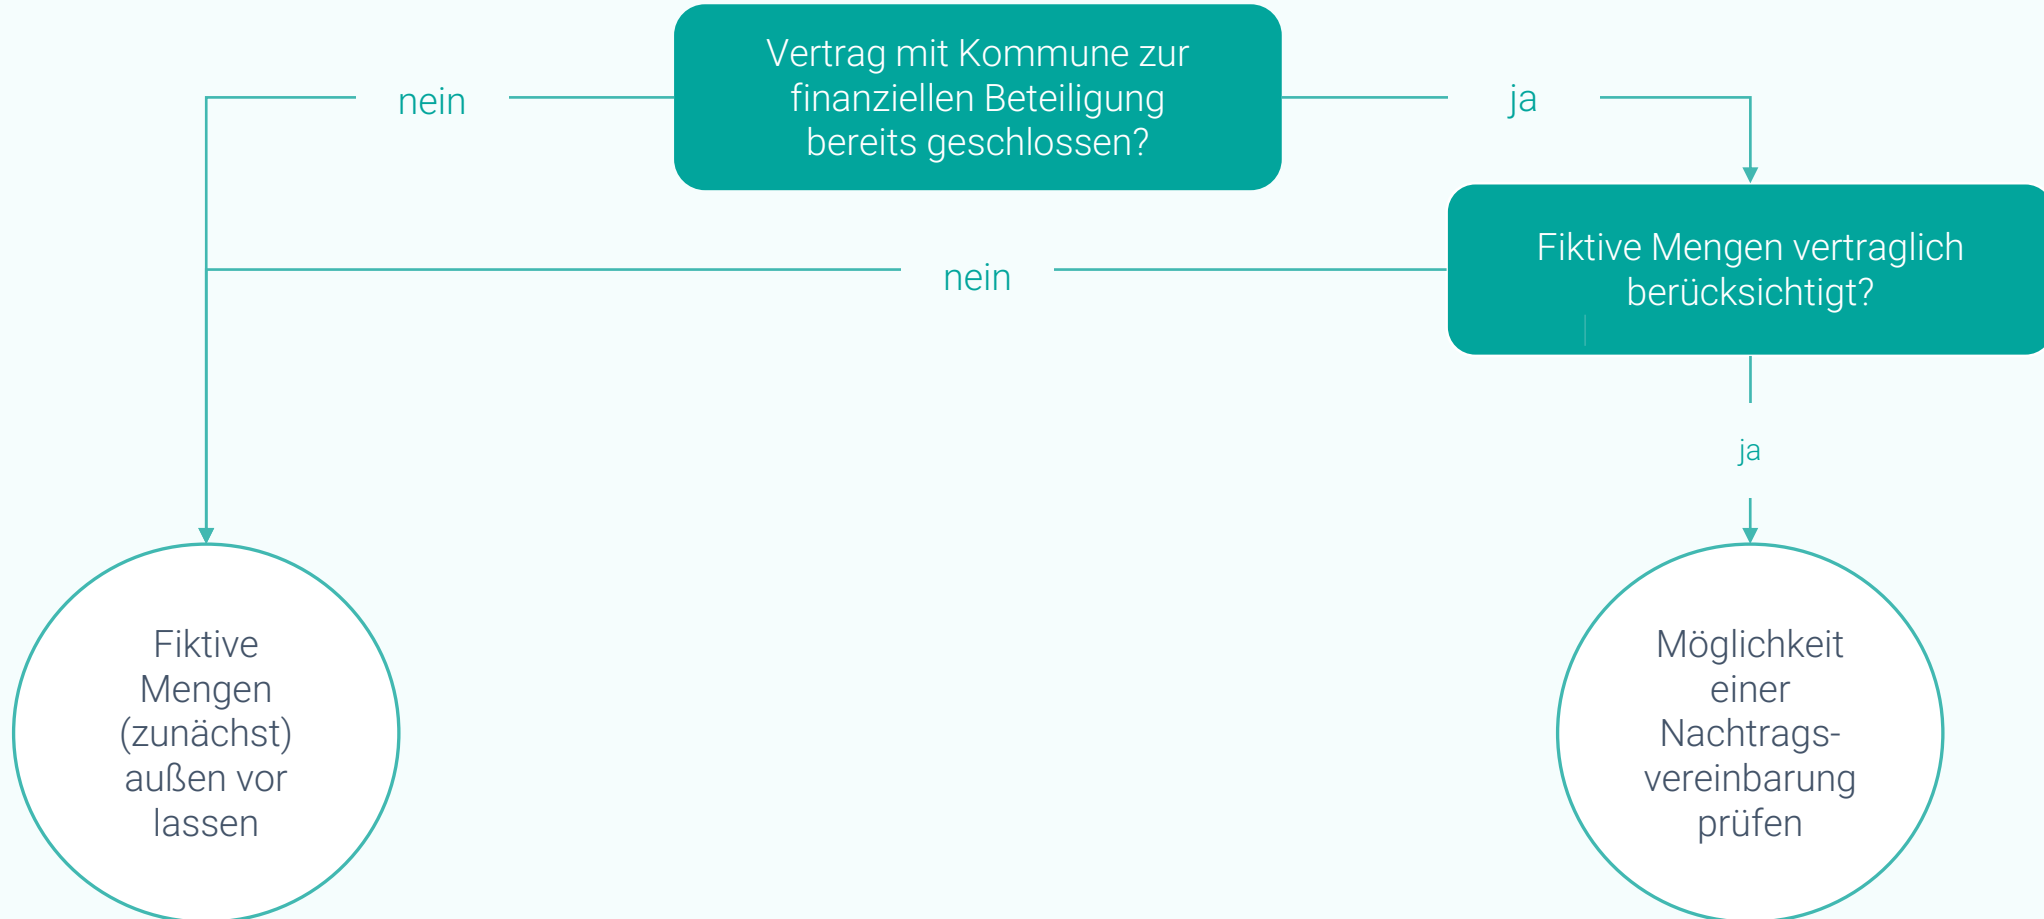 Vertrag mit Kommune zur
finanziellen Beteiligung
bereits geschlossen?
nein
ja
Fiktive Mengen vertraglich
berücksichtigt?
nein
ja
Fiktive
Mengen
(zunächst)
außen vor
lassen
Möglichkeit
einer
Nachtrags-
vereinbarung
prüfen